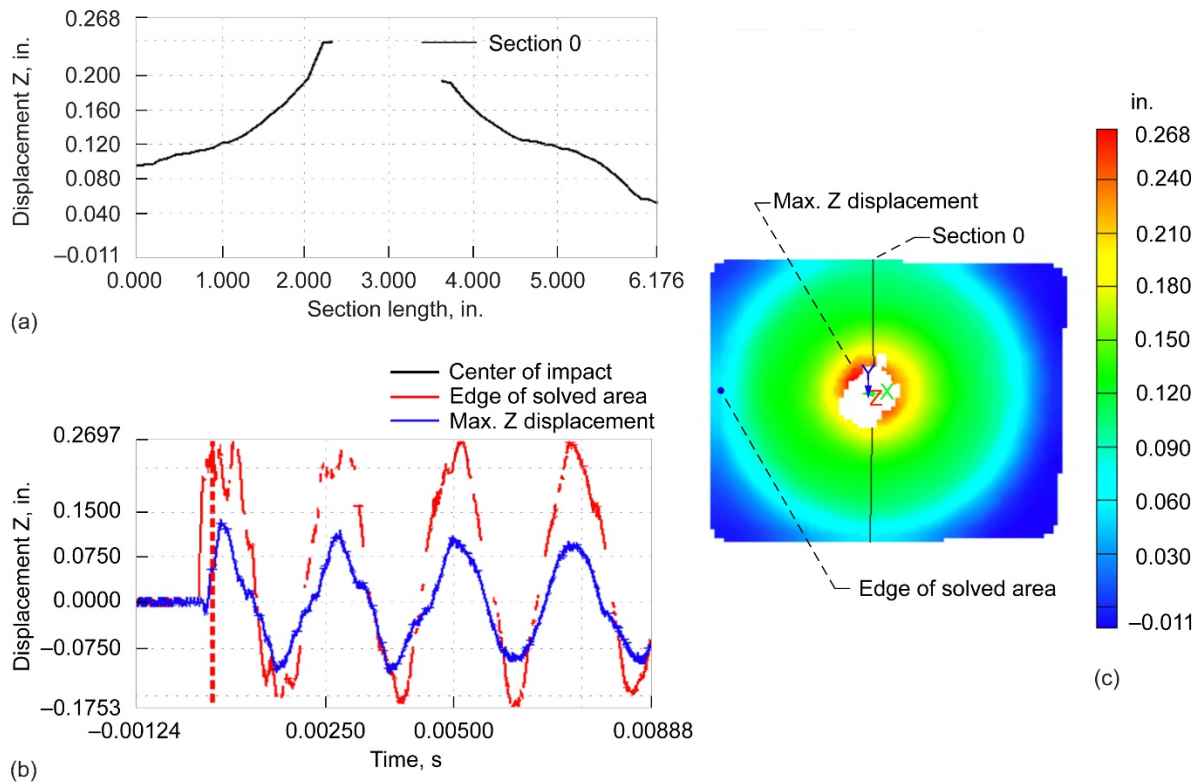 (a)
Displacement Z, in.
0.268
0.200
0.160
0.120
0.080
0.040
–0.011
Section 0
0.000 1.000 2.000 3.000 4.000 5.000 6.176
Section length, in.
(b)
Center of impact
Edge of solved area
Max. Z displacement
Displacement Z, in.
0.2697
0.1500
0.0750
0.0000
–0.0750
–0.1753
–0.00124 0.00250 0.00500 0.00888
Time, s
(c)
Max. Z displacement
Section 0
Y
X
Z
Edge of solved area
in.
0.268
0.240
0.210
0.180
0.150
0.120
0.090
0.060
0.030
–0.011